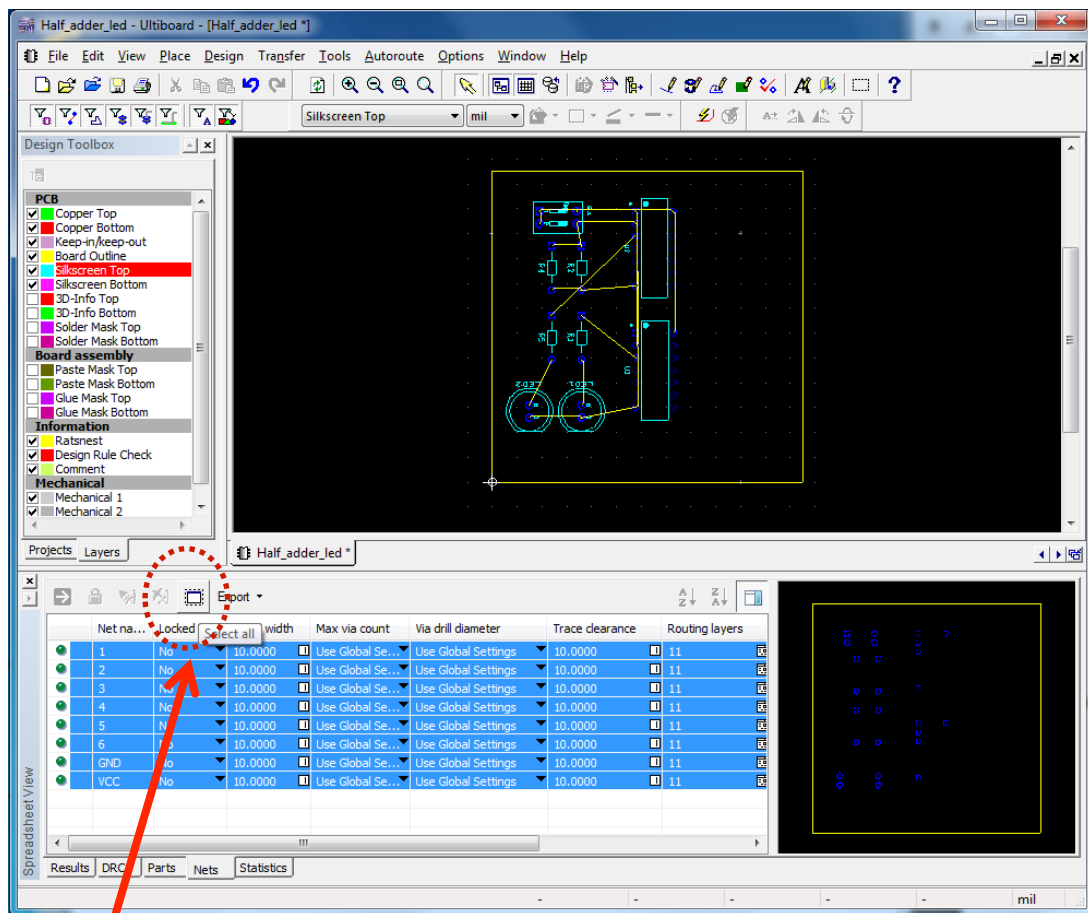 Half_adder_led - Ultiboard - [Half_adder_led *]
File Edit View Place Design Transfer Tools Autoroute Options Window Help
Silkscreen Top mil
Design Toolbox
PCB
Copper Top
Copper Bottom
Keep-in/keep-out
Board Outline
Silkscreen Top
Silkscreen Bottom
3D-Info Top
3D-Info Bottom
Solder Mask Top
Solder Mask Bottom
Board assembly
Paste Mask Top
Paste Mask Bottom
Glue Mask Top
Glue Mask Bottom
Information
Ratsnest
Design Rule Check
Comment
Mechanical
Mechanical 1
Mechanical 2
Projects Layers
R4 R2
LED2 LED1
Half_adder_led *
Export
Net na... Locked width Max via count Via drill diameter Trace clearance Routing layers
Select all
1 No 10.0000 Use Global Se... Use Global Settings 10.0000 11
2 No 10.0000 Use Global Se... Use Global Settings 10.0000 11
3 No 10.0000 Use Global Se... Use Global Settings 10.0000 11
4 No 10.0000 Use Global Se... Use Global Settings 10.0000 11
5 10.0000 Use Global Se... Use Global Settings 10.0000 11
6 10.0000 Use Global Se... Use Global Settings 10.0000 11
GND No 10.0000 Use Global Se... Use Global Settings 10.0000 11
VCC No 10.0000 Use Global Se... Use Global Settings 10.0000 11
Spreadsheet View
Results DRC Parts Nets Statistics
- - - - - mil